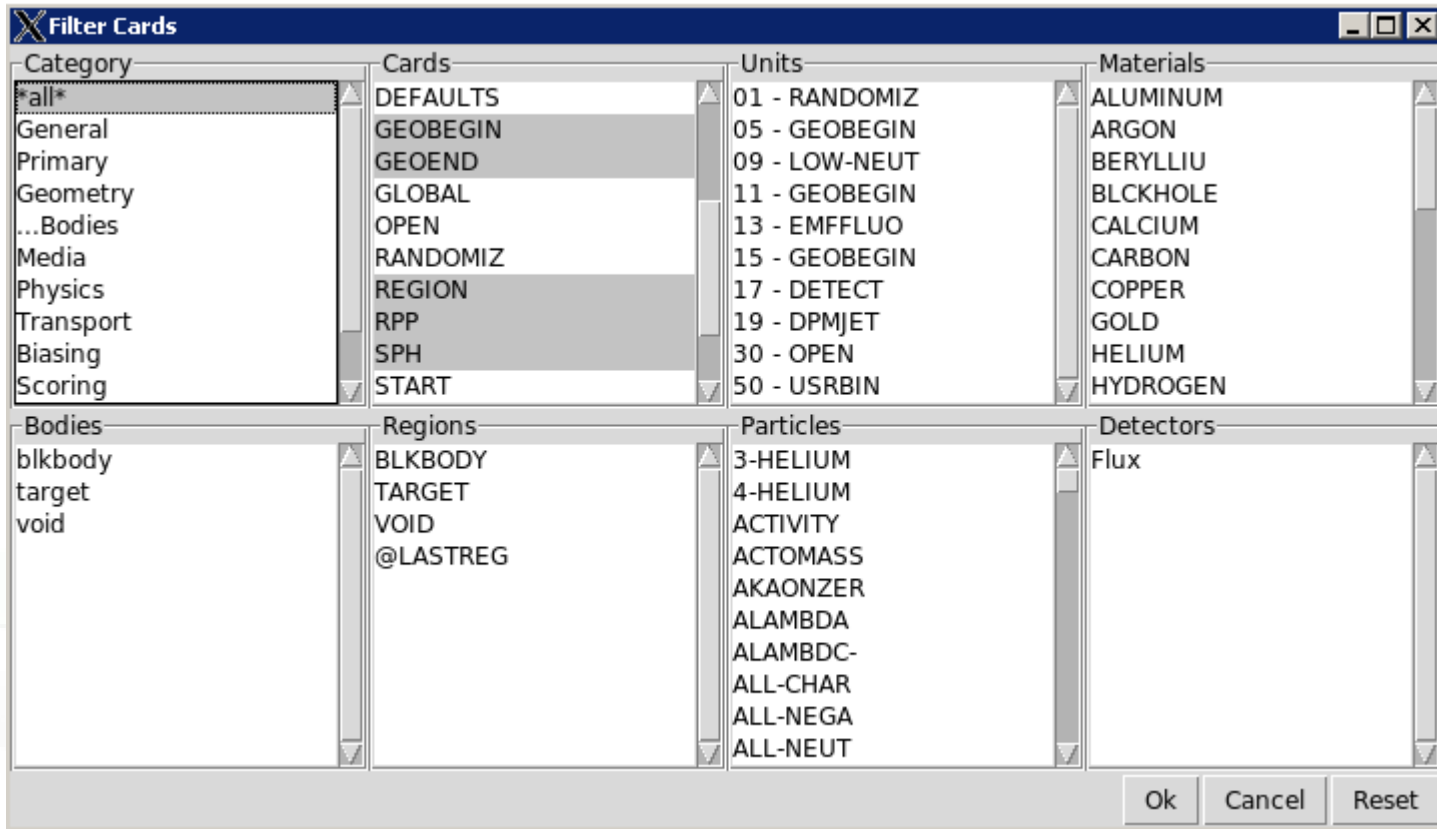 Filter Cards
Category
*all*
General
Primary
Geometry
...Bodies
Media
Physics
Transport
Biasing
Scoring
Cards
DEFAULTS
GEOBEGIN
GEOEND
GLOBAL
OPEN
RANDOMIZ
REGION
RPP
SPH
START
Units
01 - RANDOMIZ
05 - GEOBEGIN
09 - LOW-NEUT
11 - GEOBEGIN
13 - EMFFLUO
15 - GEOBEGIN
17 - DETECT
19 - DPMJET
30 - OPEN
50 - USRBIN
Materials
ALUMINUM
ARGON
BERYLLIU
BLCKHOLE
CALCIUM
CARBON
COPPER
GOLD
HELIUM
HYDROGEN
Bodies
blkbody
target
void
Regions
BLKBODY
TARGET
VOID
@LASTREG
Particles
3-HELIUM
4-HELIUM
ACTIVITY
ACTOMASS
AKAONZER
ALAMBDA
ALAMBDC-
ALL-CHAR
ALL-NEGA
ALL-NEUT
Detectors
Flux
Ok
Cancel
Reset